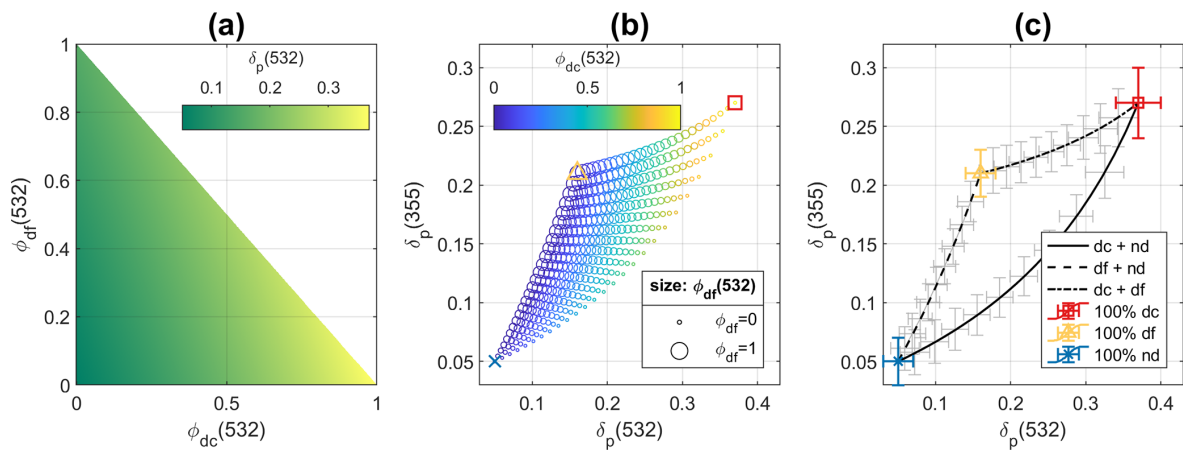 (a)
δp(532)
0.1 0.2 0.3
1
0.8
0.6
0.4
0.2
0
ϕdf(532)
0 0.5 1
ϕdc(532)
(b)
ϕdc(532)
0 0.5 1
0.3
0.25
0.2
0.15
0.1
0.05
δp(355)
size: ϕdf(532)
ϕdf=0
ϕdf=1
0.1 0.2 0.3 0.4
δp(532)
(c)
0.3
0.25
0.2
0.15
0.1
0.05
δp(355)
dc + nd
df + nd
dc + df
100% dc
100% df
100% nd
0.1 0.2 0.3 0.4
δp(532)